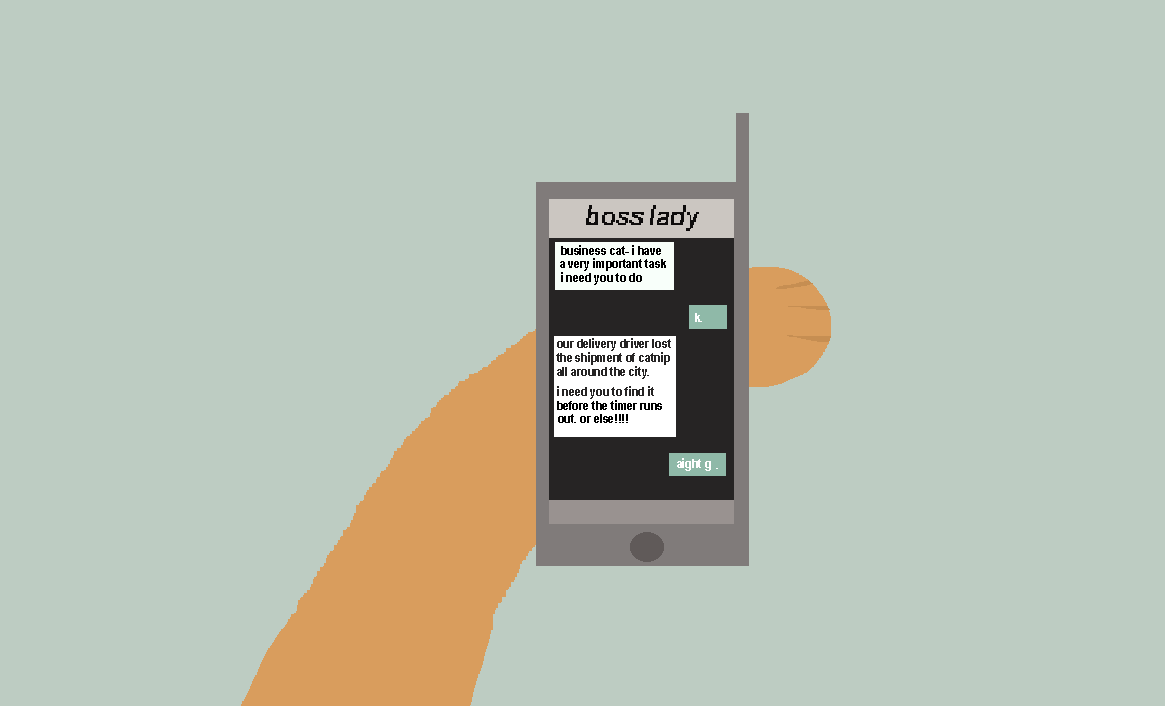 boss lady
business cat- i have
a very important task
i need you to do
k.
our delivery driver lost
the shipment of catnip
all around the city.
i need you to find it
before the timer runs
out. or else!!!!
aight g .